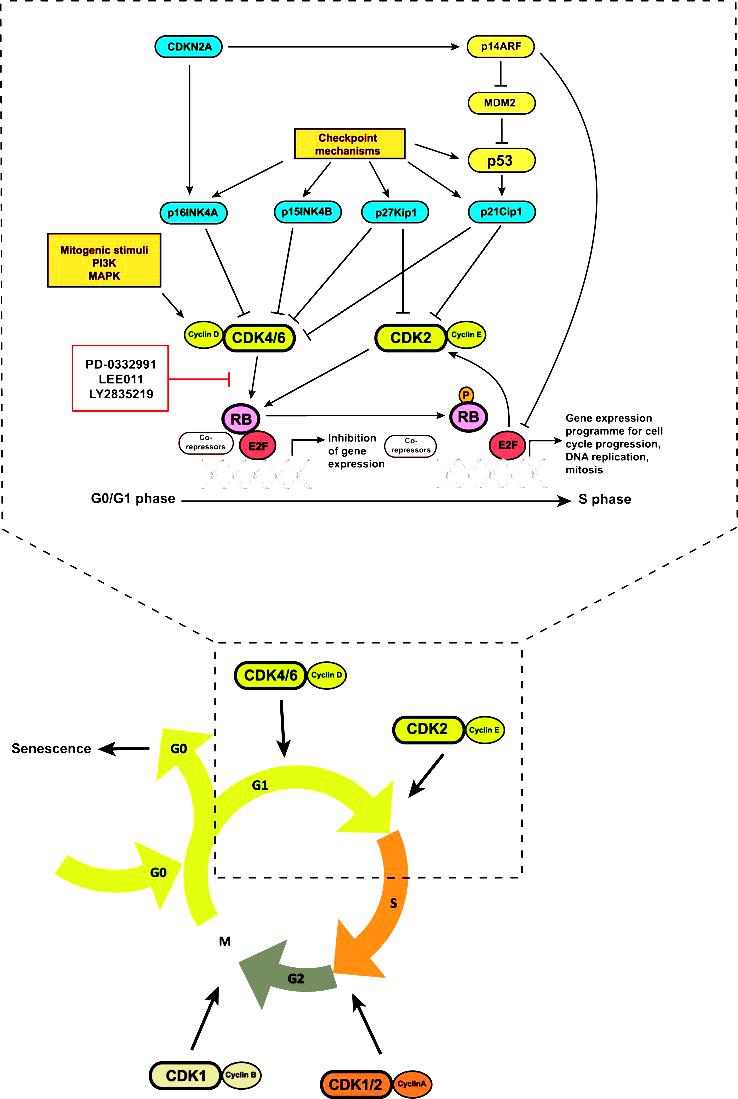 CDKN2A
p14ARF
MDM2
Checkpoint
mechanisms
p53
p16INK4A
p15INK4B
p27Kip1
p21Cip1
Mitogenic stimuli
PI3K
MAPK
Cyclin D
CDK4/6
CDK2
Cyclin E
PD-0332991
LEE011
LY2835219
RB
P
RB
Co-
repressors
E2F
Inhibition
of gene
expression
Co-
repressors
E2F
Gene expression
programme for cell
cycle progression,
DNA replication,
mitosis
G0/G1 phase
S phase
CDK4/6
Cyclin D
CDK2
Cyclin E
Senescence
G0
G1
G0
S
M
G2
CDK1
Cyclin B
CDK1/2
CyclinA